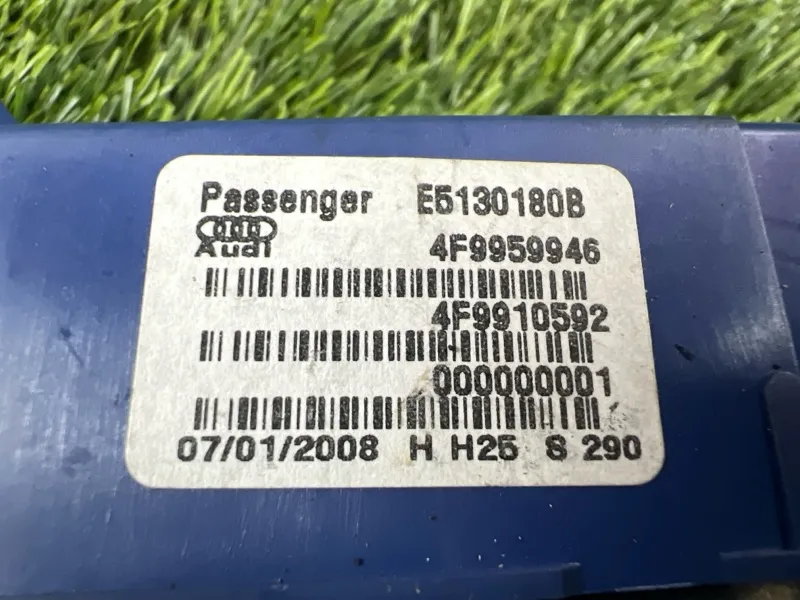 Passenger E5130180B
Audi 4F9959946
4F9910592
000000001
07/01/2008 H H25 S 290